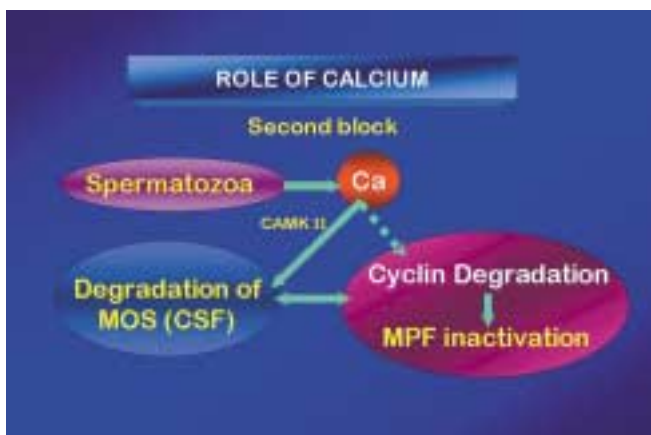 ROLE OF CALCIUM
Second block
Spermatozoa
Ca
CAMK II
Degradation of
MOS (CSF)
Cyclin Degradation
MPF inactivation